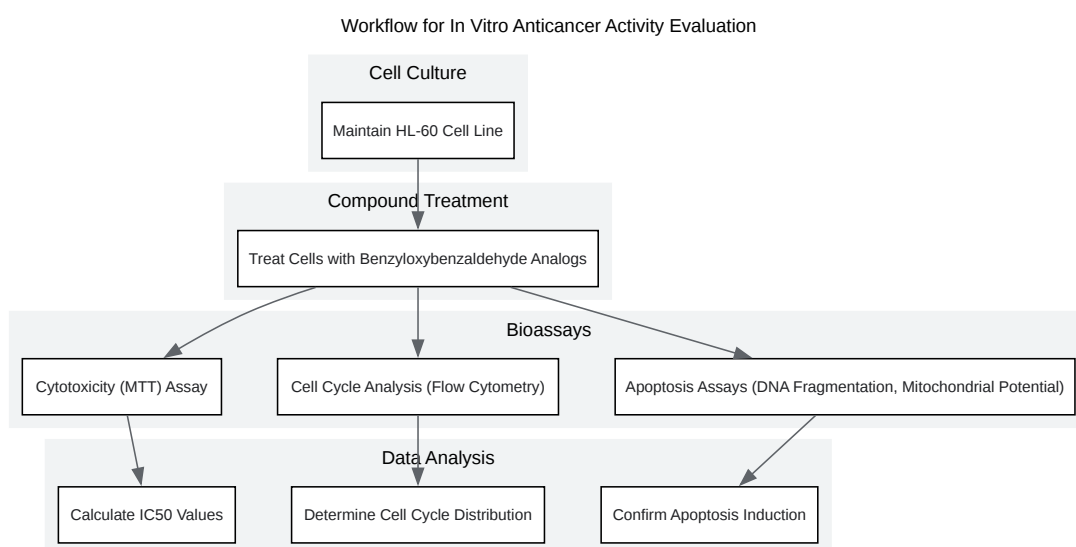 Workflow for In Vitro Anticancer Activity Evaluation
Cell Culture
Maintain HL-60 Cell Line
Compound Treatment
Treat Cells with Benzyloxybenzaldehyde Analogs
Bioassays
Cytotoxicity (MTT) Assay
Cell Cycle Analysis (Flow Cytometry)
Apoptosis Assays (DNA Fragmentation, Mitochondrial Potential)
Data Analysis
Calculate IC50 Values
Determine Cell Cycle Distribution
Confirm Apoptosis Induction